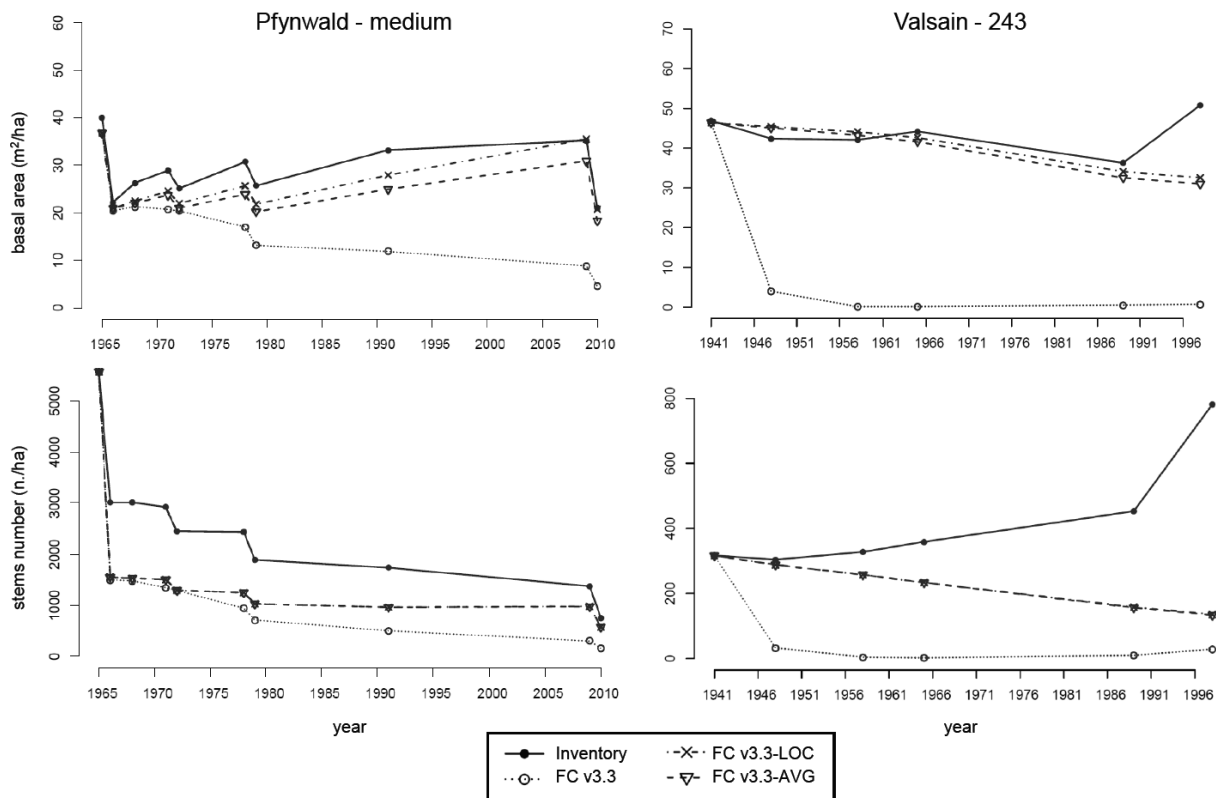 Pfynwald - medium
Valsain - 243
basal area (m²/ha)
0 10 20 30 40 50 60
1965 1970 1975 1980 1985 1990 1995 2000 2005 2010
0 10 20 30 40 50 60 70
1941 1946 1951 1956 1961 1966 1971 1976 1981 1986 1991 1996
stems number (n./ha)
0 1000 2000 3000 4000 5000
1965 1970 1975 1980 1985 1990 1995 2000 2005 2010
year
0 200 400 600 800
1941 1946 1951 1956 1961 1966 1971 1976 1981 1986 1991 1996
year
Inventory
FC v3.3
FC v3.3-LOC
FC v3.3-AVG